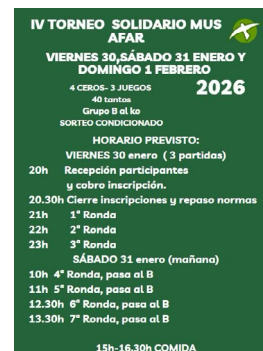 IV TORNEO SOLIDARIO MUS
AFAR
VIERNES 30,SÁBADO 31 ENERO Y
DOMINGO 1 FEBRERO
2026
4 CEROS- 3 JUEGOS
40 tantos
Grupo B al ko
SORTEO CONDICIONADO
HORARIO PREVISTO:
VIERNES 30 enero ( 3 partidas)
20h Recepción participantes
y cobro inscripción.
20.30h Cierre inscripciones y repaso normas
21h 1ª Ronda
22h 2ª Ronda
23h 3ª Ronda
SÁBADO 31 enero (mañana)
10h 4ª Ronda, pasa al B
11h 5ª Ronda, pasa al B
12.30h 6ª Ronda, pasa al B
13.30h 7ª Ronda, pasa al B
15h-16.30h COMIDA